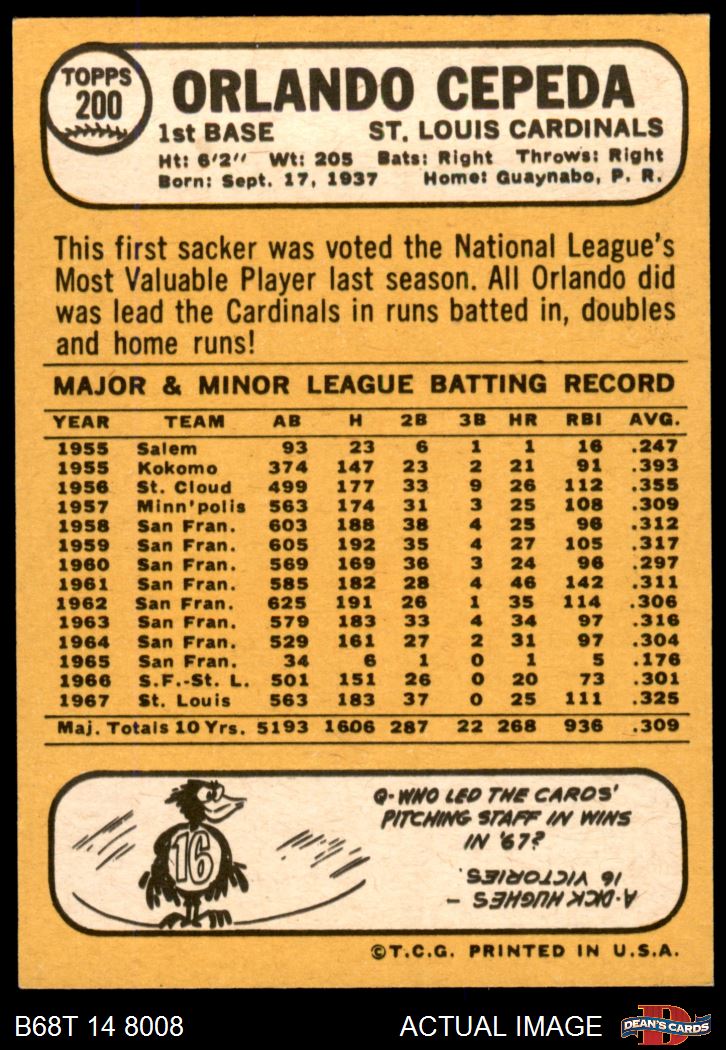 TOPPS
200
ORLANDO CEPEDA
1st BASE ST. LOUIS CARDINALS
Ht: 6'2" Wt: 205 Bats: Right Throws: Right
Born: Sept. 17, 1937 Home: Guaynabo, P. R.
This first sacker was voted the National League's
Most Valuable Player last season. All Orlando did
was lead the Cardinals in runs batted in, doubles
and home runs!
MAJOR & MINOR LEAGUE BATTING RECORD
YEAR TEAM AB H 2B 3B HR RBI AVG.
1955 Salem 93 23 6 1 1 16 .247
1955 Kokomo 374 147 23 2 21 91 .393
1956 St. Cloud 499 177 33 9 26 112 .355
1957 Minn'polis 563 174 31 3 25 108 .309
1958 San Fran. 603 188 38 4 25 96 .312
1959 San Fran. 605 192 35 4 27 105 .317
1960 San Fran. 569 169 36 3 24 96 .297
1961 San Fran. 585 182 28 4 46 142 .311
1962 San Fran. 625 191 26 1 35 114 .306
1963 San Fran. 579 183 33 4 34 97 .316
1964 San Fran. 529 161 27 2 31 97 .304
1965 San Fran. 34 6 1 0 1 5 .176
1966 S.F.-St. L. 501 151 26 0 20 73 .301
1967 St. Louis 563 183 37 0 25 111 .325
Maj. Totals 10 Yrs. 5193 1606 287 22 268 936 .309
16
Q-WHO LED THE CARDS'
PITCHING STAFF IN WINS
IN '67?
A-DICK HUGHES -
16 VICTORIES.
©T.C.G. PRINTED IN U.S.A.
B68T 14 8008 ACTUAL IMAGE
DEAN'S CARDS